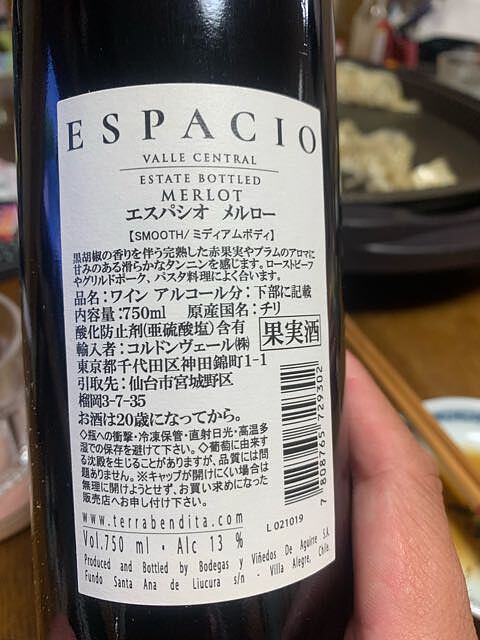 ESPACIO
VALLE CENTRAL
ESTATE BOTTLED
MERLOT
エスパシオ メルロー
【SMOOTH/ミディアムボディ】
黒胡椒の香りを伴う完熟した赤果実やプラムのアロマに
甘みのある滑らかなタンニンを感じます。ローストビーフ
やグリルドポーク、パスタ料理によく合います。
品名：ワイン アルコール分：下部に記載
内容量：750ml 原産国名：チリ
酸化防止剤(亜硫酸塩)含有
果実酒
輸入者：コルドンヴェール㈱
東京都千代田区神田錦町1-1
引取先：仙台市宮城野区
榴岡3-7-35
お酒は20歳になってから。
◇瓶への衝撃・冷凍保管・直射日光・高温多
湿での保存を避けて下さい。◇葡萄に由来す
る沈殿を生じることがありますが、品質には問
題ありません。※キャップが開けにくい場合は
無理に開けようとせず、お買い求めになった
販売店へお申し付け下さい。
7 898765 729302
www.terrabendita.com
L 021019
Vol.750 ml • Alc 13 %
Produced and Bottled by Bodegas y Viñedos De Aguirre S.A.
Fundo Santa Ana de Liucura s/n - Villa Alegre, Chile.